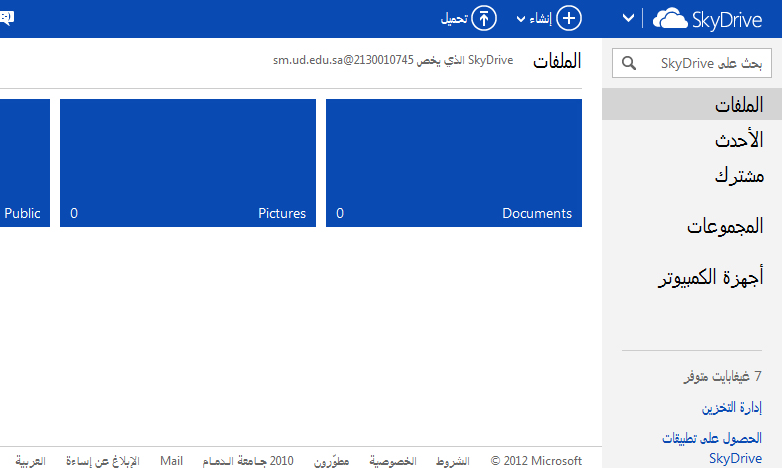 SkyDrive
إنشاء
تحميل
بحث على SkyDrive
الملفات
الأحدث
مشترك
المجموعات
أجهزة الكمبيوتر
7 غيغابايت متوفر
إدارة التخزين
الحصول على تطبيقات
SkyDrive
الملفات
SkyDrive الذي يخص 2130010745@sm.ud.edu.sa
Documents
0
Pictures
0
Public
© 2012 Microsoft الشروط الخصوصية مطوّرون 2010 جامعة الدمام Mail الإبلاغ عن إساءة العربية